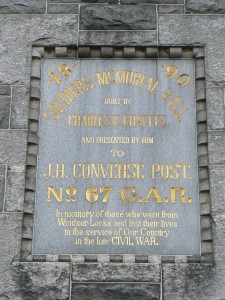 18 90
SOLDIERS MEMORIAL HALL
BUILT BY
CHARLES E. CHAFFEE
AND PRESENTED BY HIM
TO
J.H. CONVERSE POST.
No 67 G.A.R.
In memory of those who went from
Windsor Locks and lost their lives
in the service of Our Country
in the late CIVIL WAR.